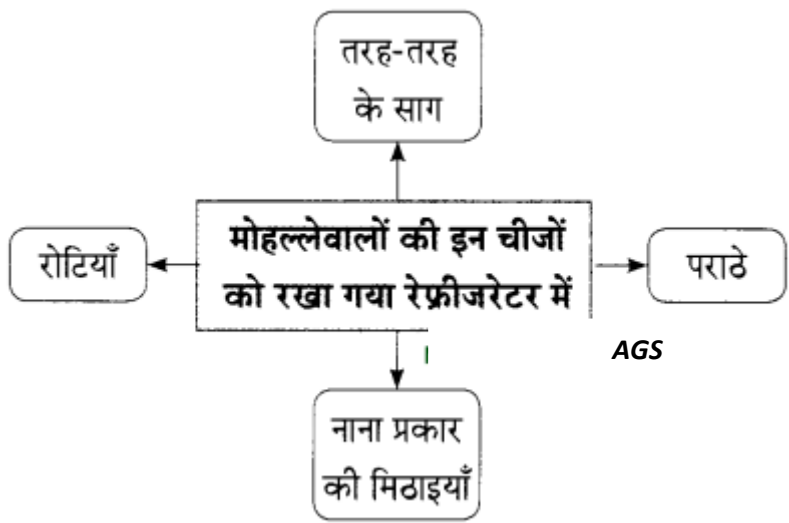 तरह-तरह
के साग
मोहल्लेवालों की इन चीजों
को रखा गया रेफ्रीजरेटर में
रोटियाँ
पराठे
AGS
नाना प्रकार
की मिठाइयाँ